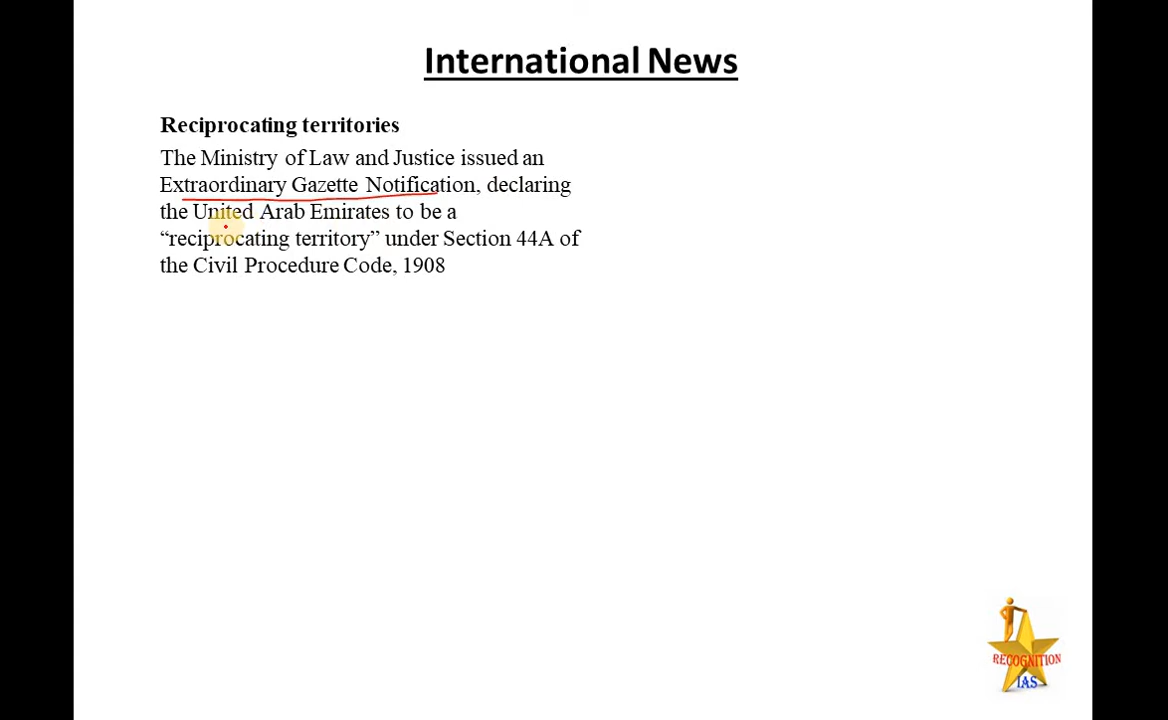 International News
Reciprocating territories
The Ministry of Law and Justice issued an
Extraordinary Gazette Notification, declaring
the United Arab Emirates to be a
“reciprocating territory” under Section 44A of
the Civil Procedure Code, 1908
RECOGNITION
IAS